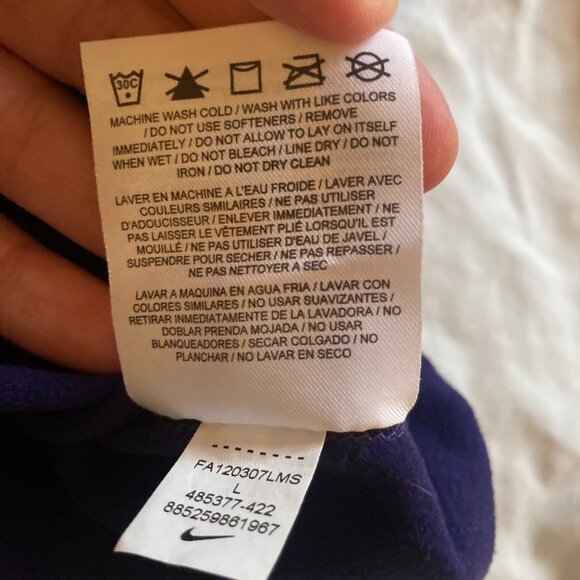 30C
MACHINE WASH COLD / WASH WITH LIKE COLORS
/ DO NOT USE SOFTENERS / REMOVE
IMMEDIATELY / DO NOT ALLOW TO LAY ON ITSELF
WHEN WET / DO NOT BLEACH / LINE DRY / DO NOT
IRON / DO NOT DRY CLEAN
LAVER EN MACHINE A L'EAU FROIDE / LAVER AVEC
COULEURS SIMILAIRES / NE PAS UTILISER
D'ADOUCISSEUR / ENLEVER IMMEDIATEMENT / NE
PAS LAISSER LE VÊTEMENT PLIÉ LORSQU'IL EST
MOUILLÉ / NE PAS UTILISER D'EAU DE JAVEL /
SUSPENDRE POUR SECHER / NE PAS REPASSER /
NE PAS NETTOYER A SEC
LAVAR A MAQUINA EN AGUA FRIA / LAVAR CON
COLORES SIMILARES / NO USAR SUAVIZANTES /
RETIRAR INMEDIATAMENTE DE LA LAVADORA / NO
DOBLAR PRENDA MOJADA / NO USAR
BLANQUEADORES / SECAR COLGADO / NO
PLANCHAR / NO LAVAR EN SECO
FA120307LMS
L
485377-422
885259861967